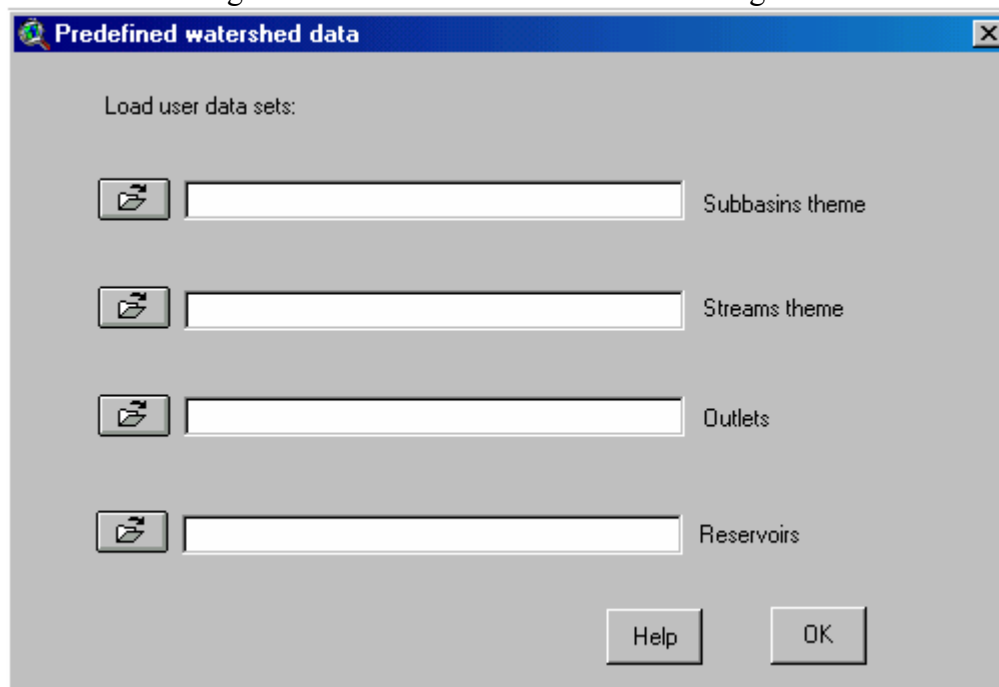 Predefined watershed data
Load user data sets:
Subbasins theme
Streams theme
Outlets
Reservoirs
Help OK